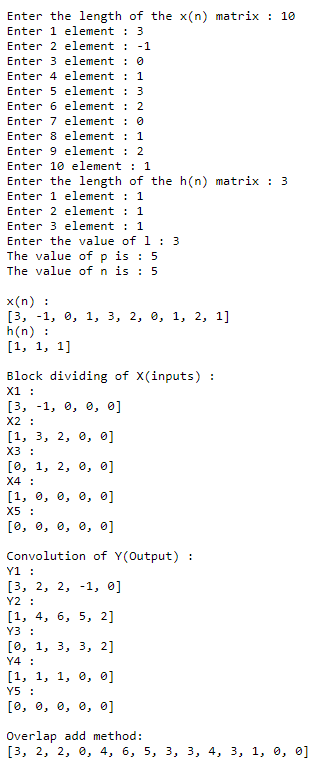 Enter the length of the x(n) matrix : 10
Enter 1 element : 3
Enter 2 element : -1
Enter 3 element : 0
Enter 4 element : 1
Enter 5 element : 3
Enter 6 element : 2
Enter 7 element : 0
Enter 8 element : 1
Enter 9 element : 2
Enter 10 element : 1
Enter the length of the h(n) matrix : 3
Enter 1 element : 1
Enter 2 element : 1
Enter 3 element : 1
Enter the value of l : 3
The value of p is : 5
The value of n is : 5
x(n) :
[3, -1, 0, 1, 3, 2, 0, 1, 2, 1]
h(n) :
[1, 1, 1]
Block dividing of X(inputs) :
X1 :
[3, -1, 0, 0, 0]
X2 :
[1, 3, 2, 0, 0]
X3 :
[0, 1, 2, 0, 0]
X4 :
[1, 0, 0, 0, 0]
X5 :
[0, 0, 0, 0, 0]
Convolution of Y(Output) :
Y1 :
[3, 2, 2, -1, 0]
Y2 :
[1, 4, 6, 5, 2]
Y3 :
[0, 1, 3, 3, 2]
Y4 :
[1, 1, 1, 0, 0]
Y5 :
[0, 0, 0, 0, 0]
Overlap add method:
[3, 2, 2, 0, 4, 6, 5, 3, 3, 4, 3, 1, 0, 0]